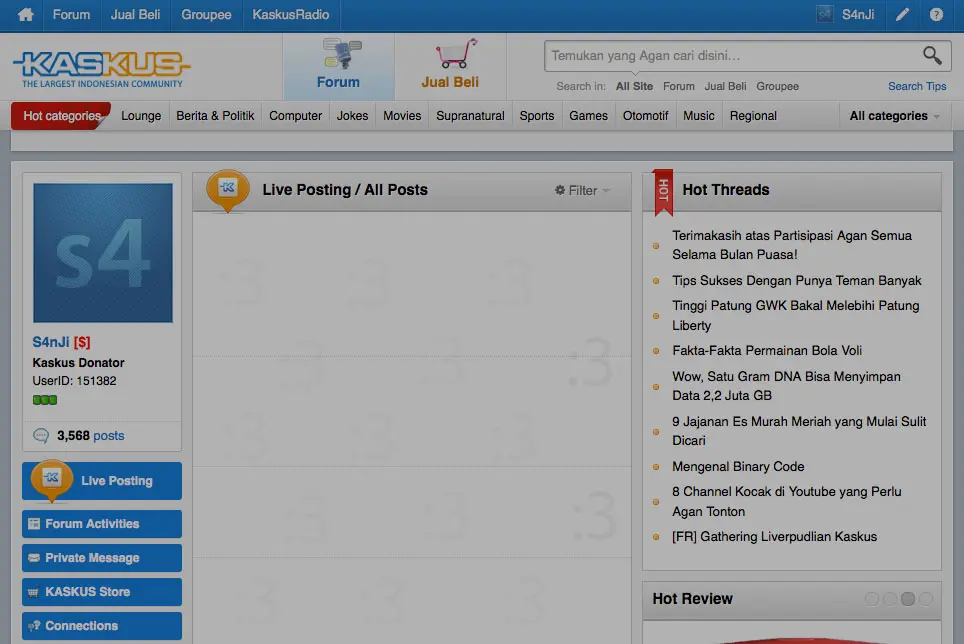 Forum Jual Beli Groupee KaskusRadio S4nJi ?
KASKUS
THE LARGEST INDONESIAN COMMUNITY
Forum
Jual Beli
Temukan yang Agan cari disini...
Search in: All Site Forum Jual Beli Groupee Search Tips
Hot categories Lounge Berita & Politik Computer Jokes Movies Supranatural Sports Games Otomotif Music Regional All categories
s4
S4nJi [$]
Kaskus Donator
UserID: 151382
3,568 posts
Live Posting
Forum Activities
Private Message
KASKUS Store
Connections
K
Live Posting / All Posts
Filter
:3 :3 :3
:3 :3 :3
:3 :3 :3
:3 :3 :3
:3 :3 :3
HOT
Hot Threads
Terimakasih atas Partisipasi Agan Semua
Selama Bulan Puasa!
Tips Sukses Dengan Punya Teman Banyak
Tinggi Patung GWK Bakal Melebihi Patung
Liberty
Fakta-Fakta Permainan Bola Voli
Wow, Satu Gram DNA Bisa Menyimpan
Data 2,2 Juta GB
9 Jajanan Es Murah Meriah yang Mulai Sulit
Dicari
Mengenal Binary Code
8 Channel Kocak di Youtube yang Perlu
Agan Tonton
[FR] Gathering Liverpudlian Kaskus
Hot Review